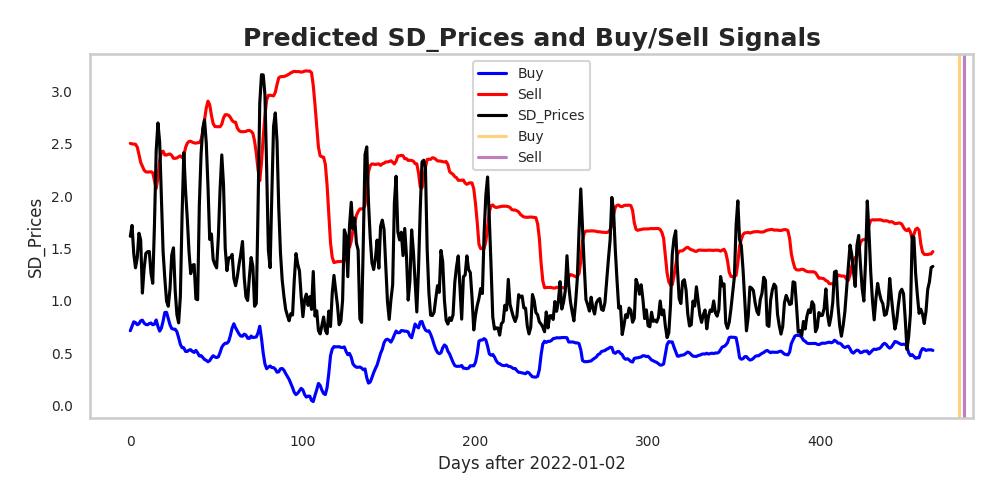 Predicted SD_Prices and Buy/Sell Signals
Buy
Sell
SD_Prices
Buy
Sell
3.0
2.5
2.0
1.5
1.0
0.5
0.0
SD_Prices
0 100 200 300 400
Days after 2022-01-02